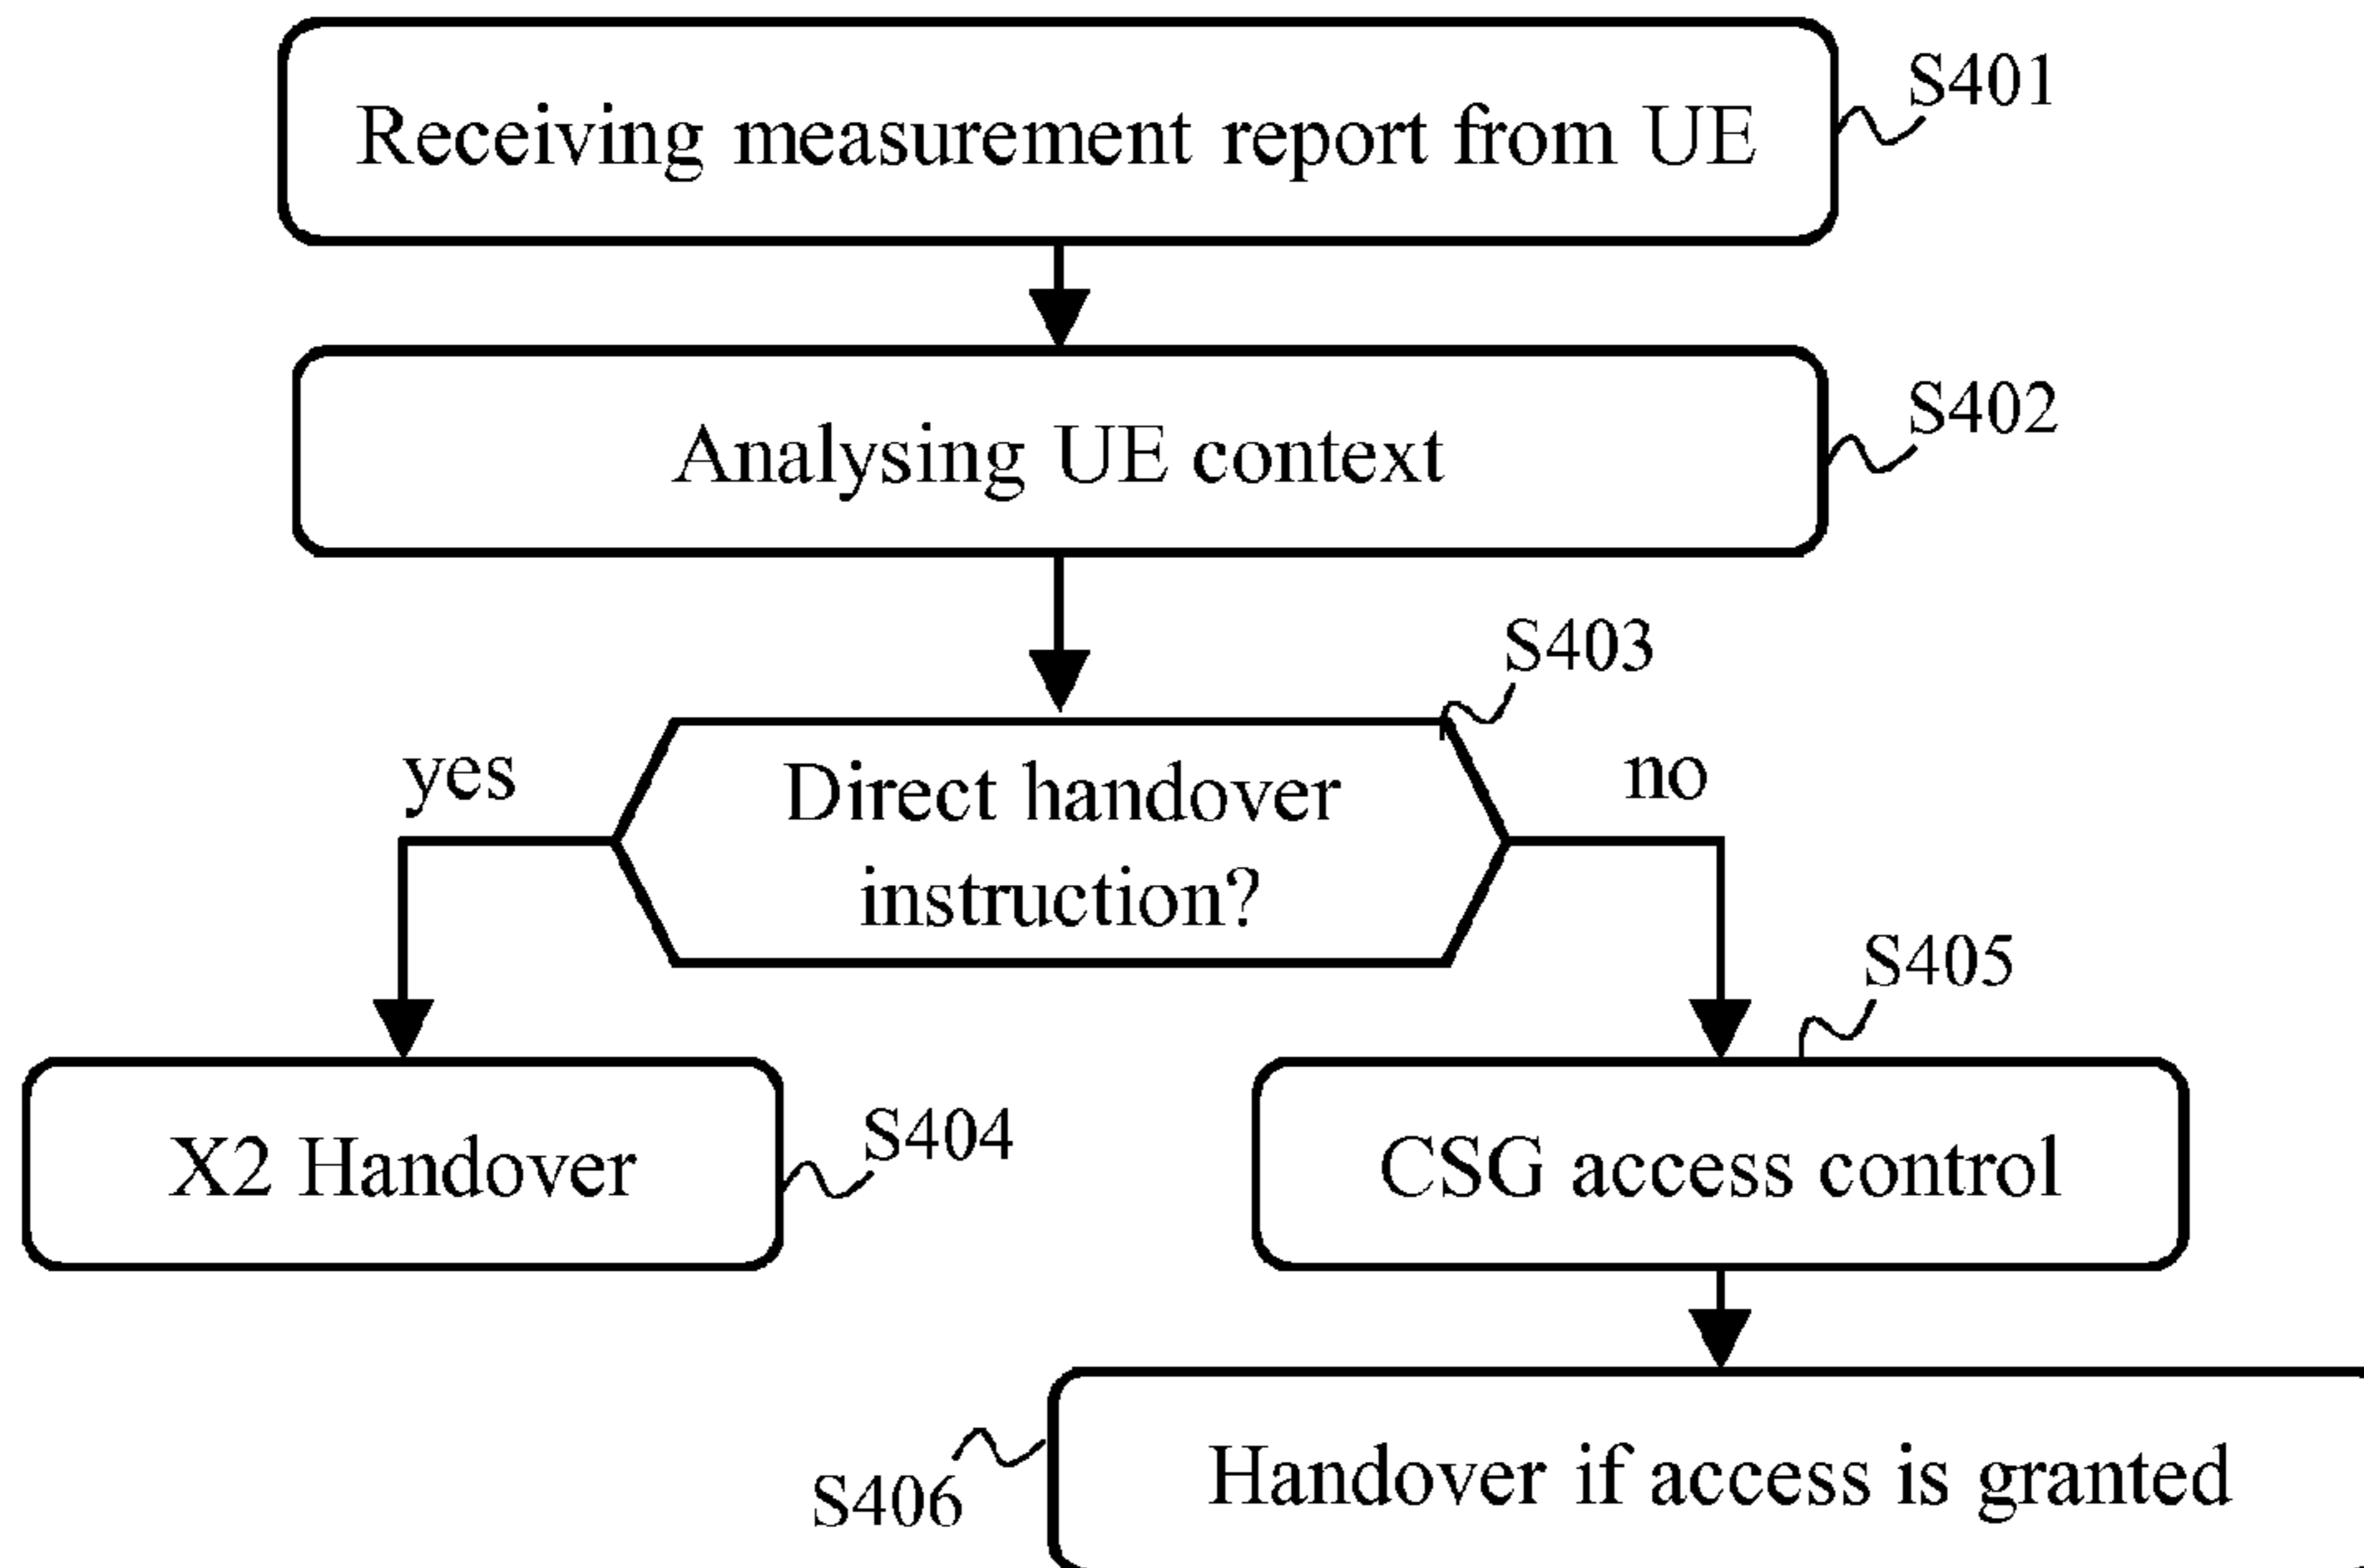 Receiving measurement report from UE
S401
Analysing UE context
S402
S403
yes
Direct handover
instruction?
no
S405
X2 Handover
S404
CSG access control
Handover if access is granted
S406